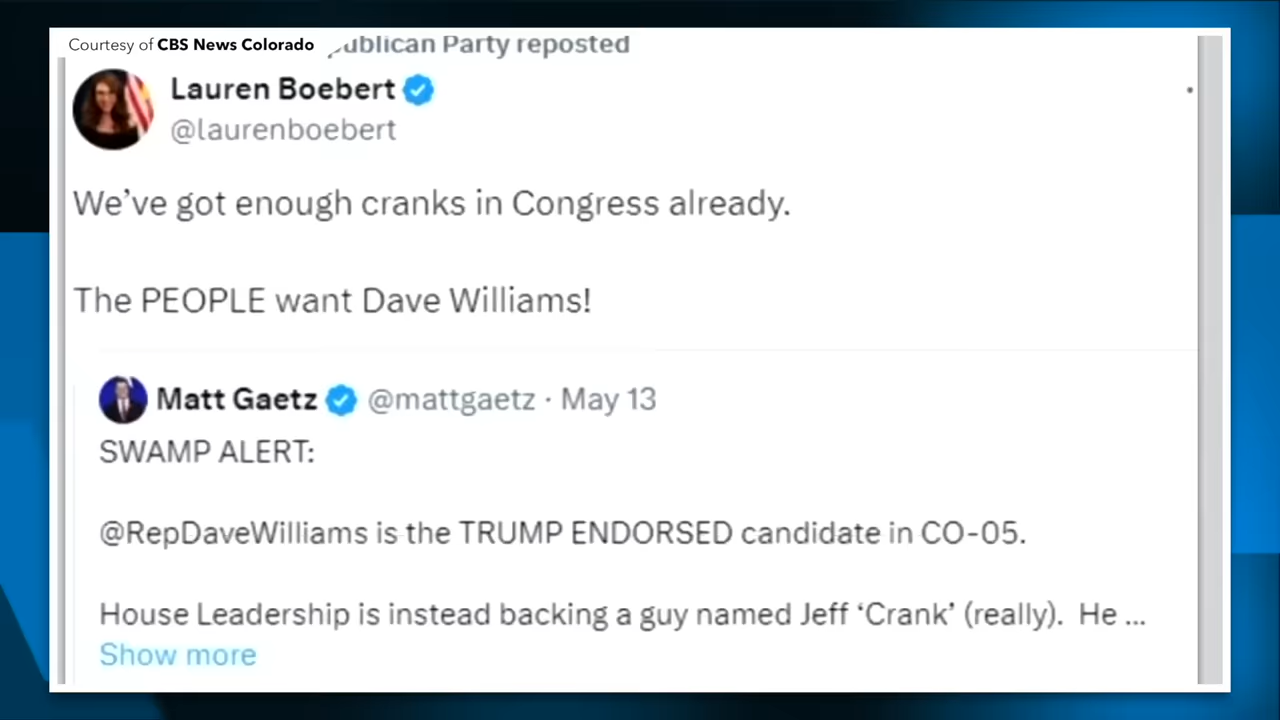 Courtesy of CBS News Colorado
Party reposted
Lauren Boebert
@laurenboebert
We’ve got enough cranks in Congress already.
The PEOPLE want Dave Williams!
Matt Gaetz @mattgaetz · May 13
SWAMP ALERT:
@RepDaveWilliams is the TRUMP ENDORSED candidate in CO-05.
House Leadership is instead backing a guy named Jeff ‘Crank’ (really). He ...
Show more